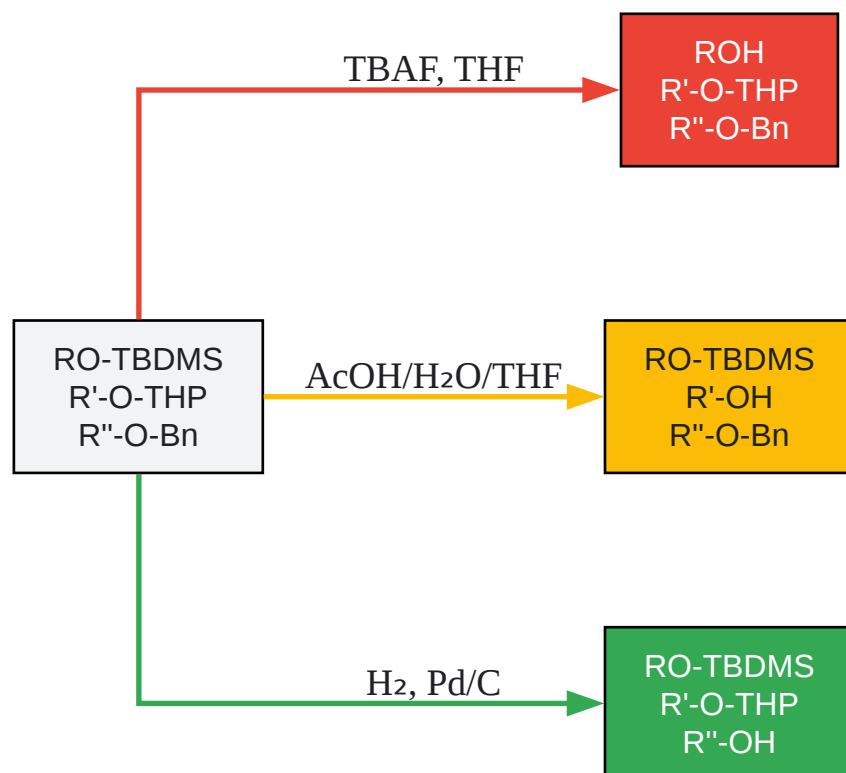 TBAF, THF
ROH
R'-O-THP
R"-O-Bn
RO-TBDMS
R'-O-THP
R"-O-Bn
AcOH/H₂O/THF
RO-TBDMS
R'-OH
R"-O-Bn
H₂, Pd/C
RO-TBDMS
R'-O-THP
R"-OH